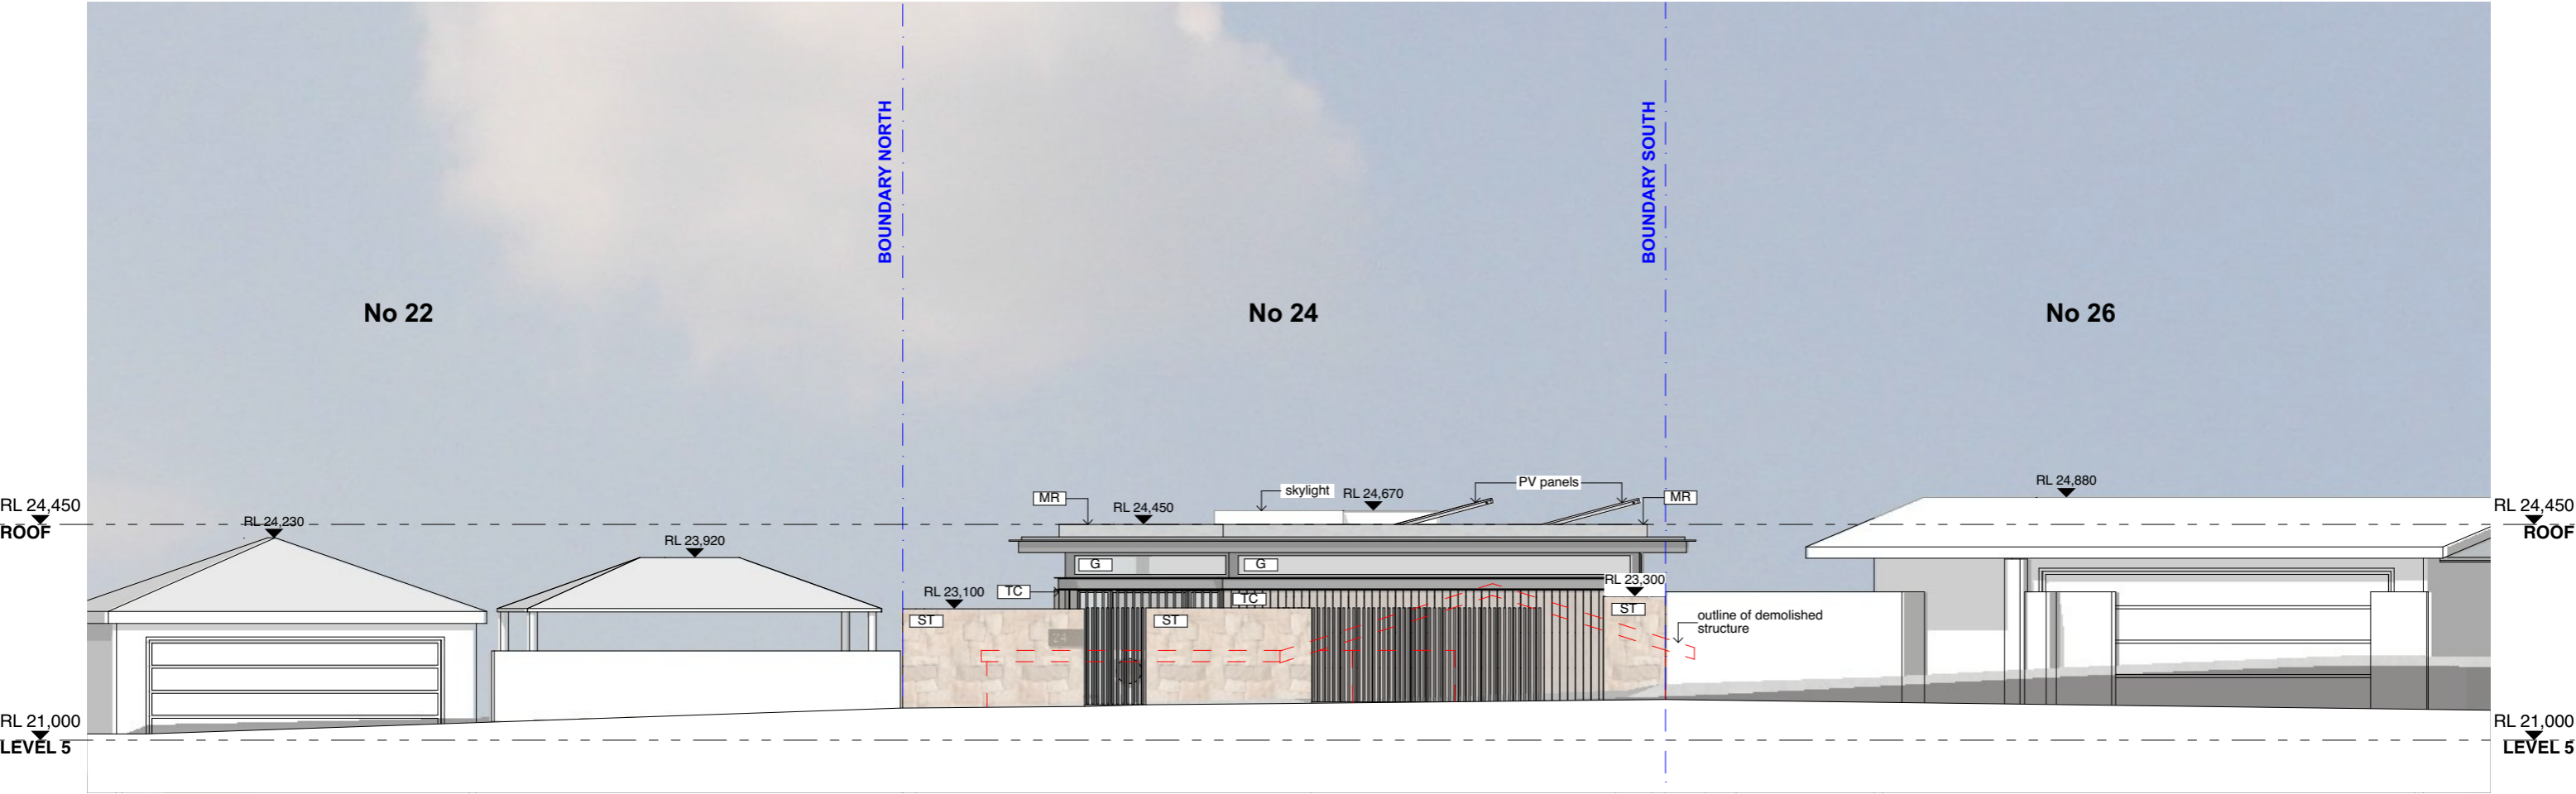 BOUNDARY NORTH
BOUNDARY SOUTH
No 22
No 24
No 26
RL 24,450
ROOF
RL 24,230
RL 23,920
MR
RL 24,450
skylight
RL 24,670
PV panels
MR
RL 24,880
RL 24,450
ROOF
G
G
RL 23,100
TC
TC
RL 23,300
ST
ST
ST
24
outline of demolished
structure
RL 21,000
LEVEL 5
RL 21,000
LEVEL 5